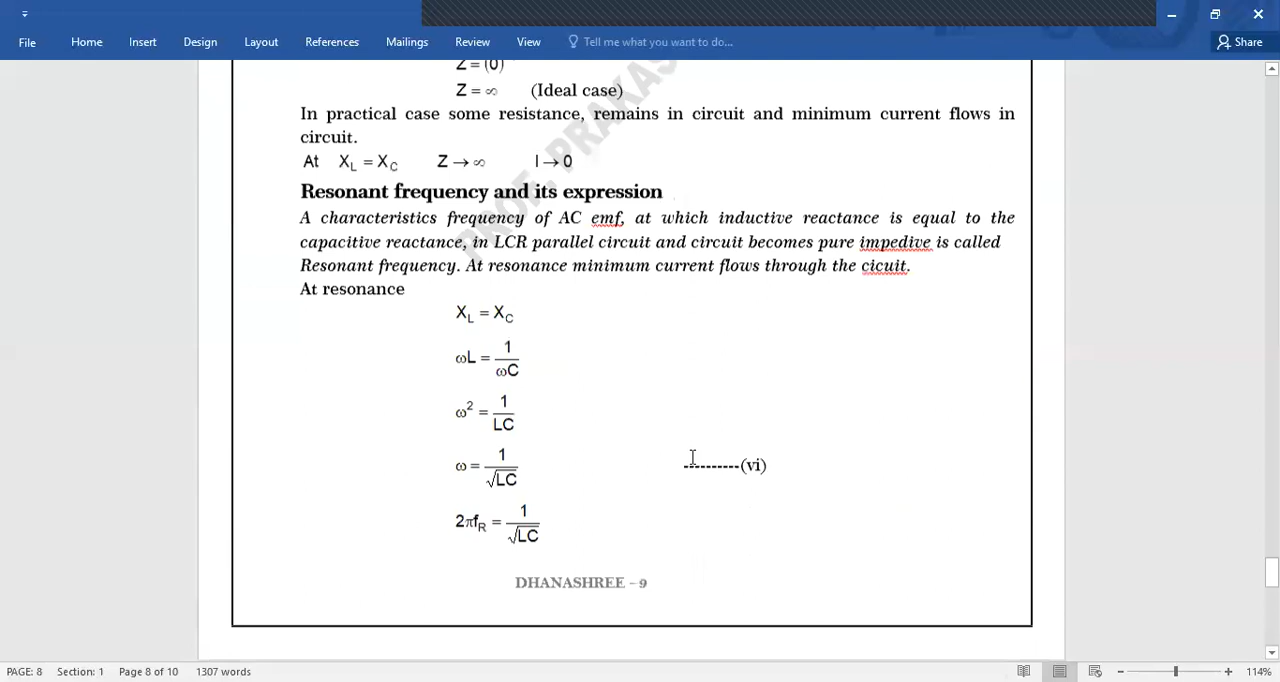 File Home Insert Design Layout References Mailings Review View Tell me what you want to do... Share
Z = (0)
Z = ∞ (Ideal case)
In practical case some resistance, remains in circuit and minimum current flows in
circuit.
At X_L = X_C Z → ∞ I → 0
Resonant frequency and its expression
A characteristics frequency of AC emf, at which inductive reactance is equal to the
capacitive reactance, in LCR parallel circuit and circuit becomes pure impedive is called
Resonant frequency. At resonance minimum current flows through the cicuit.
At resonance
X_L = X_C
ωL = 1/ωC
ω² = 1/LC
ω = 1/√LC ----------(vi)
2πf_R = 1/√LC
DHANASHREE - 9
PROF. PRAKAS
PAGE: 8 Section: 1 Page 8 of 10 1307 words 114%